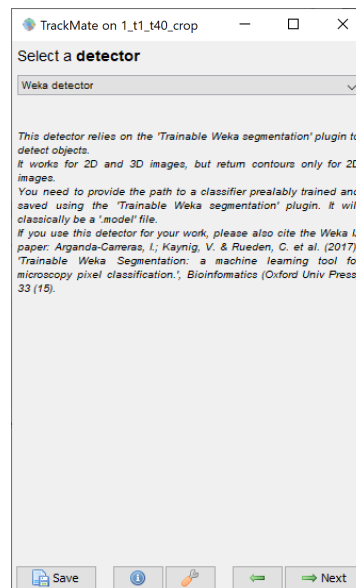 TrackMate on 1_t1_t40_crop
Select a detector
Weka detector
This detector relies on the 'Trainable Weka segmentation' plugin to
detect objects.
It works for 2D and 3D images, but return contours only for 2D
images.
You need to provide the path to a classifier prealably trained and
saved using the 'Trainable Weka segmentation' plugin. It will
classically be a '.model' file.
If you use this detector for your work, please also cite the Weka
paper: Arganda-Carreras, I.; Kaynig, V. & Rueden, C. et al. (2017),
'Trainable Weka Segmentation: a machine learning tool for
microscopy pixel classification.', Bioinformatics (Oxford Univ Press)
33 (15).
Save
Next